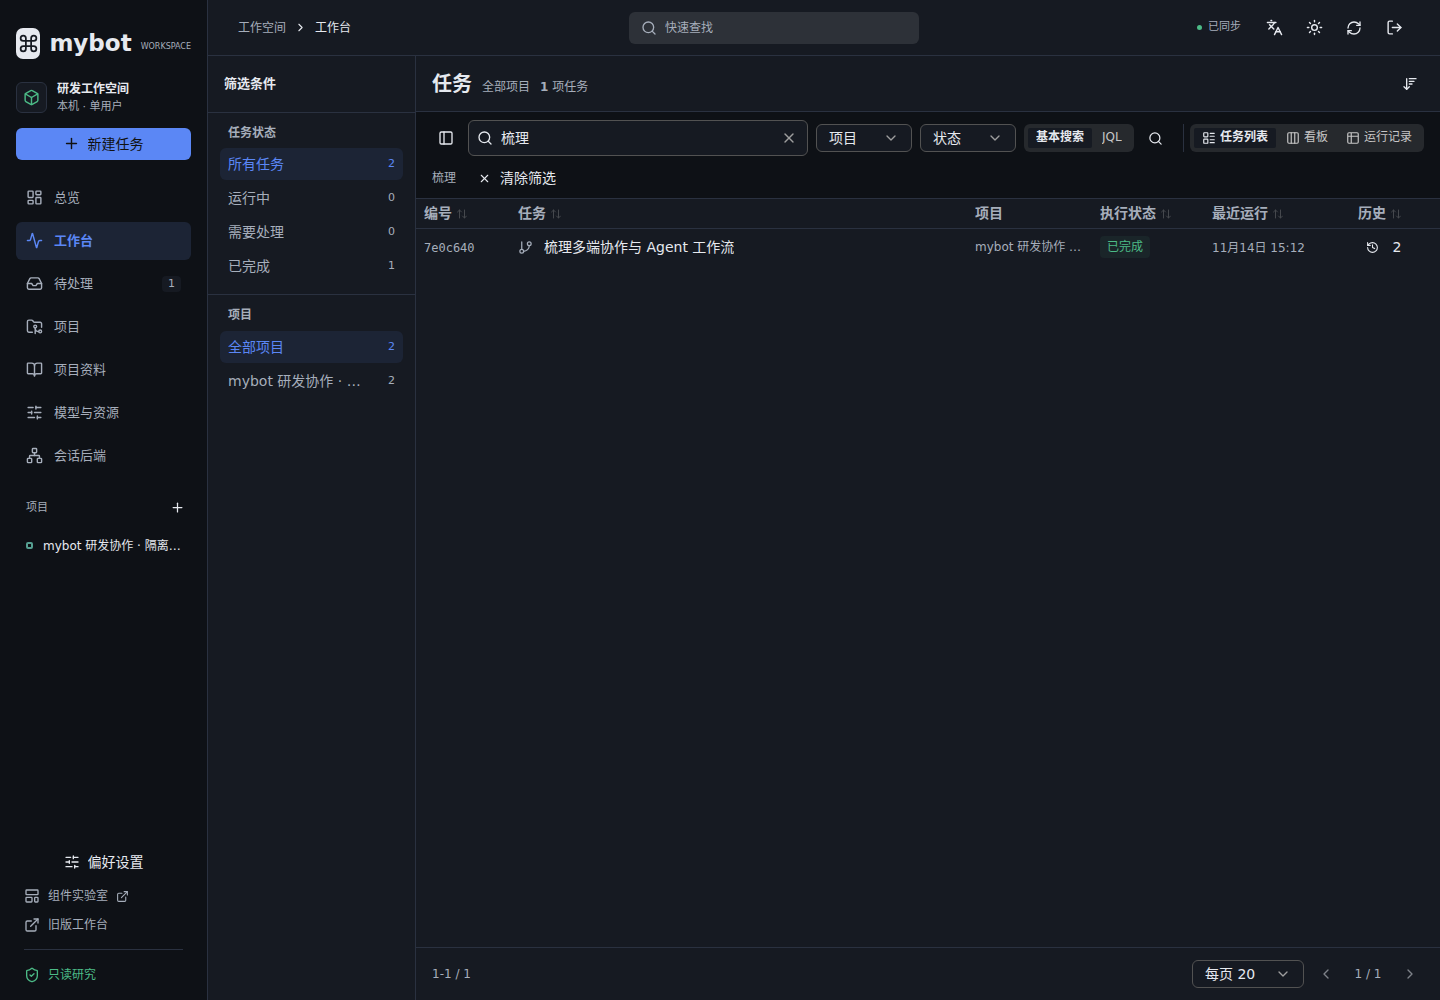 mybot WORKSPACE
研发工作空间
本机 · 单用户
新建任务
总览
工作台
待处理 1
项目
项目资料
模型与资源
会话后端
项目
mybot 研发协作 · 隔离...
偏好设置
组件实验室
旧版工作台
只读研究
工作空间 工作台
快速查找
已同步
筛选条件
任务状态
所有任务 2
运行中 0
需要处理 0
已完成 1
项目
全部项目 2
mybot 研发协作 · ... 2
任务 全部项目 1 项任务
梳理 项目 状态 基本搜索 JQL 任务列表 看板 运行记录
梳理 清除筛选
编号 任务 项目 执行状态 最近运行 历史
7e0c640 梳理多端协作与 Agent 工作流 mybot 研发协作 ... 已完成 11月14日 15:12 2
1-1 / 1 每页 20 1 / 1